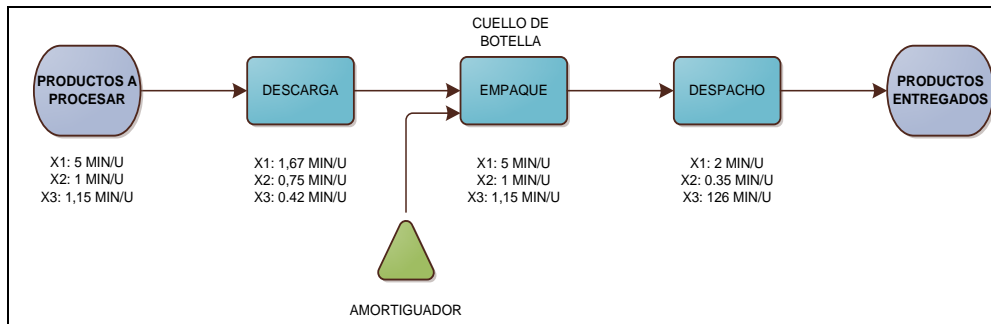 CUELLO DE
BOTELLA
PRODUCTOS A
PROCESAR
DESCARGA
EMPAQUE
DESPACHO
PRODUCTOS
ENTREGADOS
X1: 5 MIN/U
X2: 1 MIN/U
X3: 1,15 MIN/U
X1: 1,67 MIN/U
X2: 0,75 MIN/U
X3: 0.42 MIN/U
X1: 5 MIN/U
X2: 1 MIN/U
X3: 1,15 MIN/U
X1: 2 MIN/U
X2: 0.35 MIN/U
X3: 126 MIN/U
AMORTIGUADOR